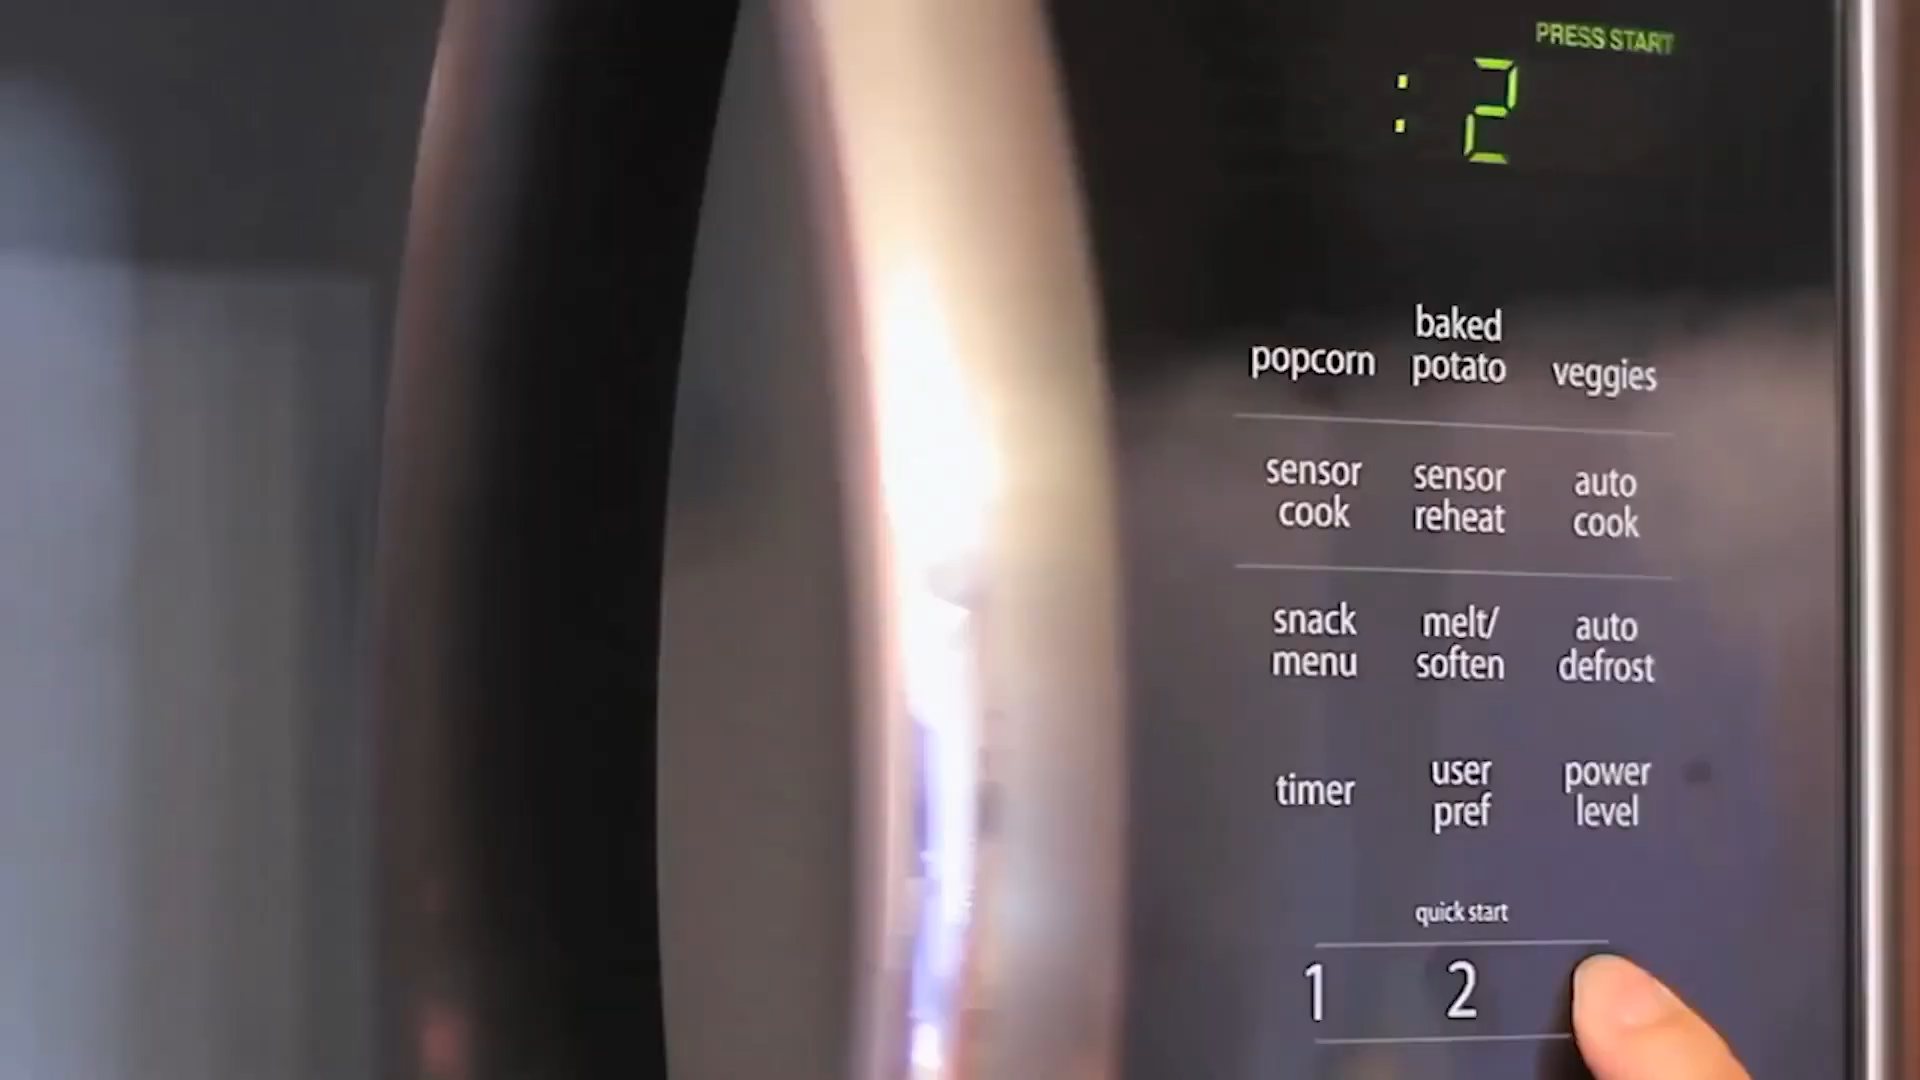 PRESS START
: 2
popcorn
baked
potato
veggies
sensor
cook
sensor
reheat
auto
cook
snack
menu
melt/
soften
auto
defrost
timer
user
pref
power
level
quick start
1 2